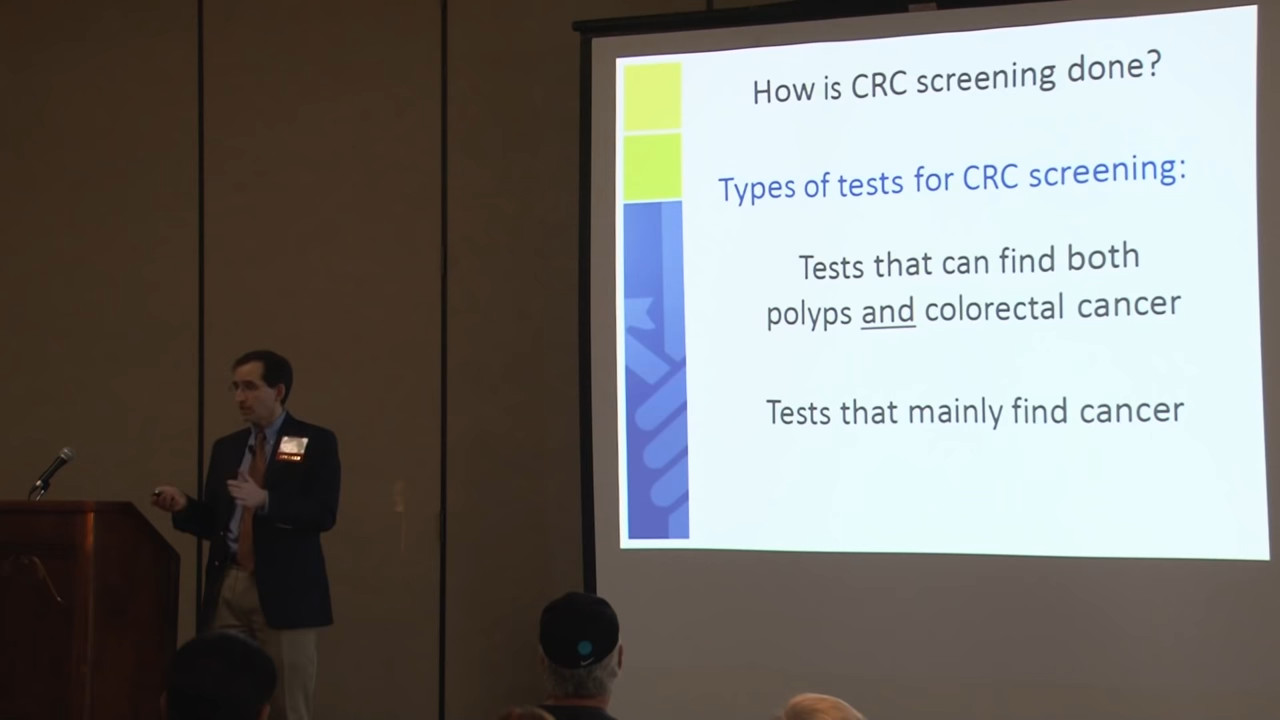 How is CRC screening done?
Types of tests for CRC screening:
Tests that can find both
polyps and colorectal cancer
Tests that mainly find cancer